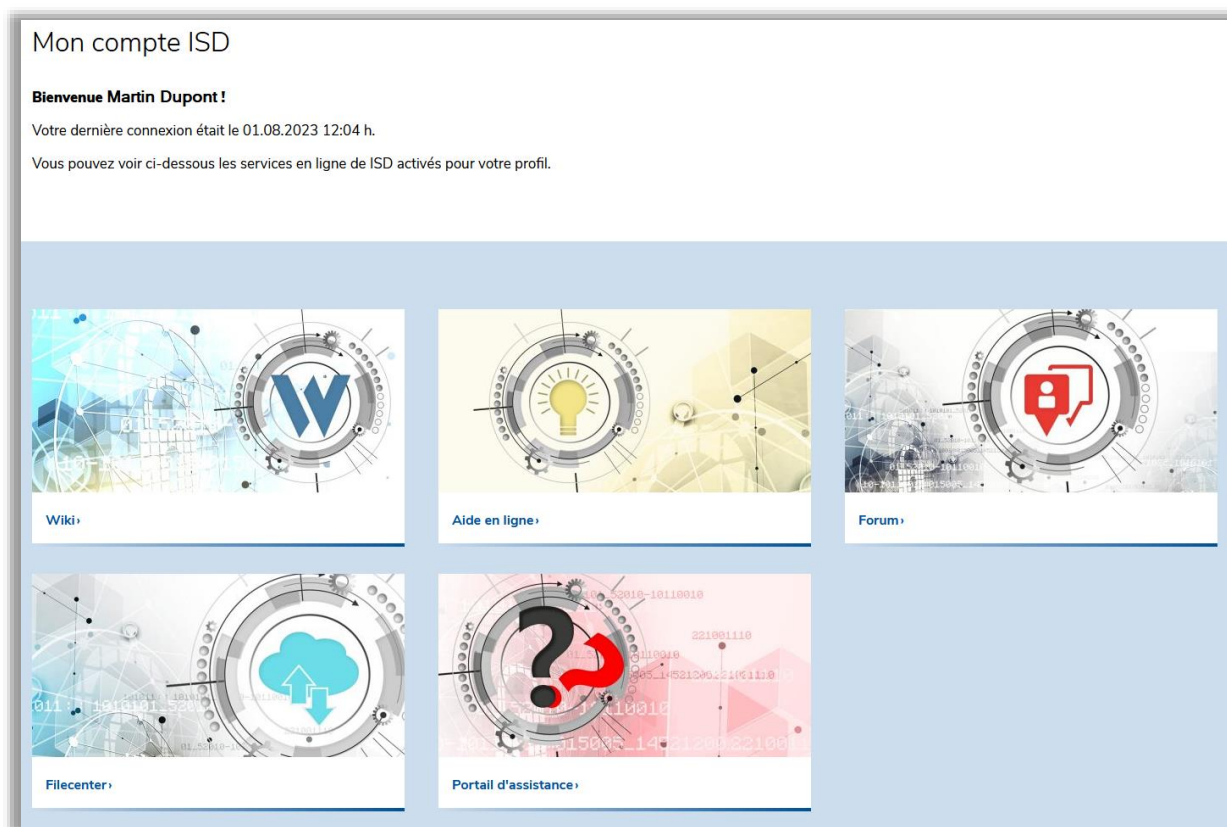 Mon compte ISD
Bienvenue Martin Dupont !
Votre dernière connexion était le 01.08.2023 12:04 h.
Vous pouvez voir ci-dessous les services en ligne de ISD activés pour votre profil.
Wiki ›
Aide en ligne ›
Forum ›
Filecenter ›
Portail d'assistance ›